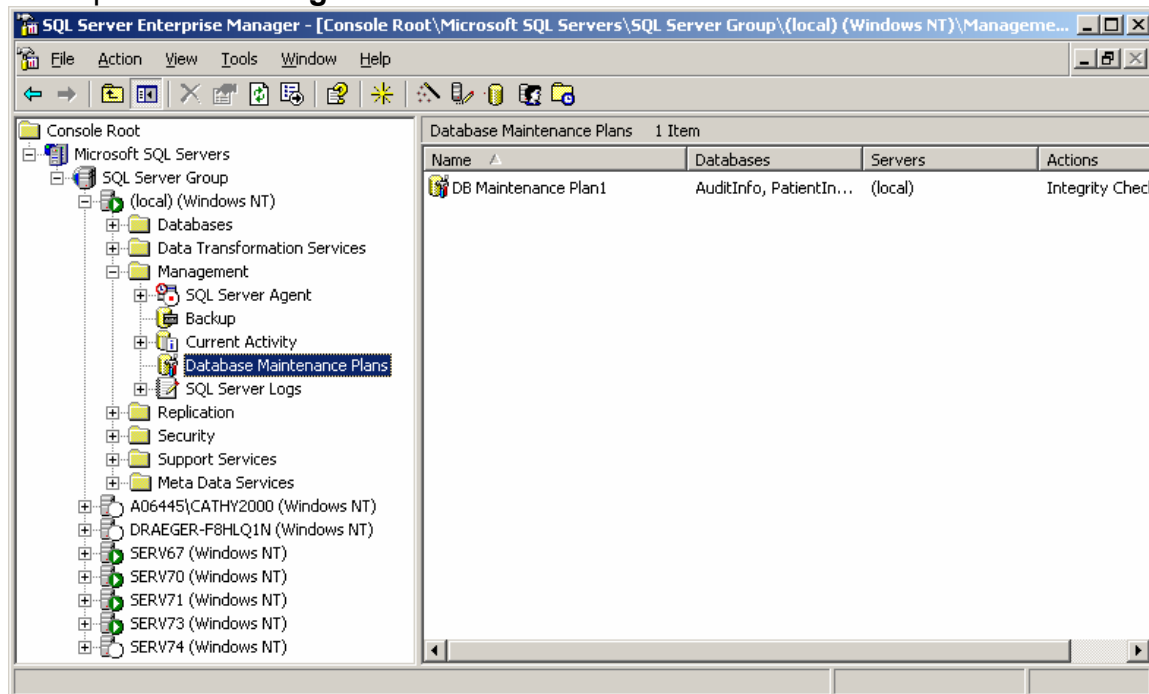 SQL Server Enterprise Manager - [Console Root\Microsoft SQL Servers\SQL Server Group\(local) (Windows NT)\Manageme...
File Action View Tools Window Help
Console Root
Microsoft SQL Servers
SQL Server Group
(local) (Windows NT)
Databases
Data Transformation Services
Management
SQL Server Agent
Backup
Current Activity
Database Maintenance Plans
SQL Server Logs
Replication
Security
Support Services
Meta Data Services
A06445\CATHY2000 (Windows NT)
DRAEGER-F8HLQ1N (Windows NT)
SERV67 (Windows NT)
SERV70 (Windows NT)
SERV71 (Windows NT)
SERV73 (Windows NT)
SERV74 (Windows NT)
Database Maintenance Plans 1 Item
Name Databases Servers Actions
DB Maintenance Plan1 AuditInfo, PatientIn... (local) Integrity Chec